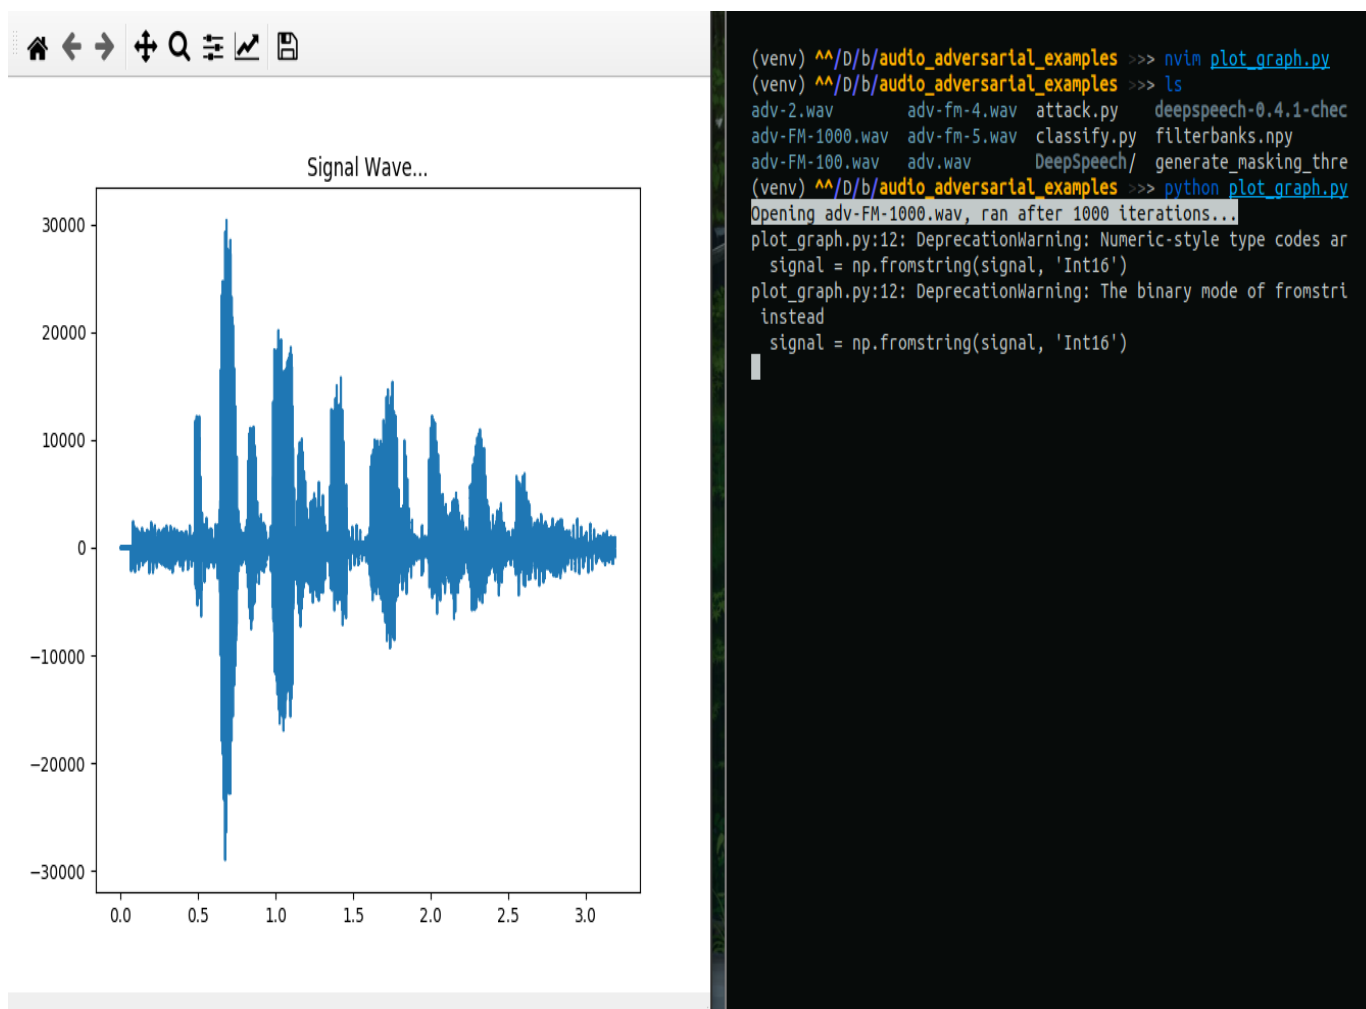 Signal Wave...
30000
20000
10000
0
−10000
−20000
−30000
0.0 0.5 1.0 1.5 2.0 2.5 3.0
(venv) ^^/D/b/audio_adversarial_examples >>> nvim plot_graph.py
(venv) ^^/D/b/audio_adversarial_examples >>> ls
adv-2.wav adv-fm-4.wav attack.py deepspeech-0.4.1-chec
adv-FM-1000.wav adv-fm-5.wav classify.py filterbanks.npy
adv-FM-100.wav adv.wav DeepSpeech/ generate_masking_thre
(venv) ^^/D/b/audio_adversarial_examples >>> python plot_graph.py
Opening adv-FM-1000.wav, ran after 1000 iterations...
plot_graph.py:12: DeprecationWarning: Numeric-style type codes ar
signal = np.fromstring(signal, 'Int16')
plot_graph.py:12: DeprecationWarning: The binary mode of fromstri
instead
signal = np.fromstring(signal, 'Int16')